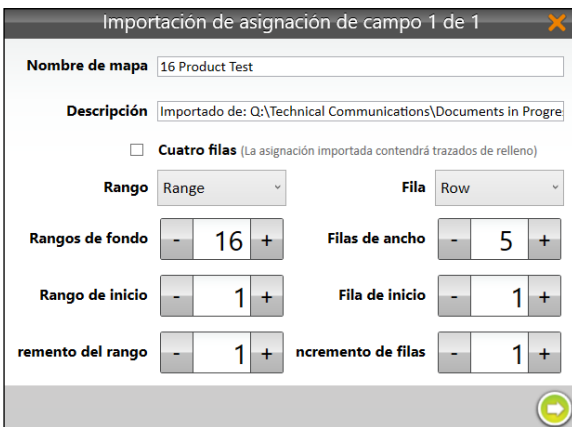 Importación de asignación de campo 1 de 1
Nombre de mapa 16 Product Test
Descripción Importado de: Q:\Technical Communications\Documents in Progre
Cuatro filas (La asignación importada contendrá trazados de relleno)
Rango Range Fila Row
Rangos de fondo - 16 + Filas de ancho - 5 +
Rango de inicio - 1 + Fila de inicio - 1 +
remento del rango - 1 + ncremento de filas - 1 +